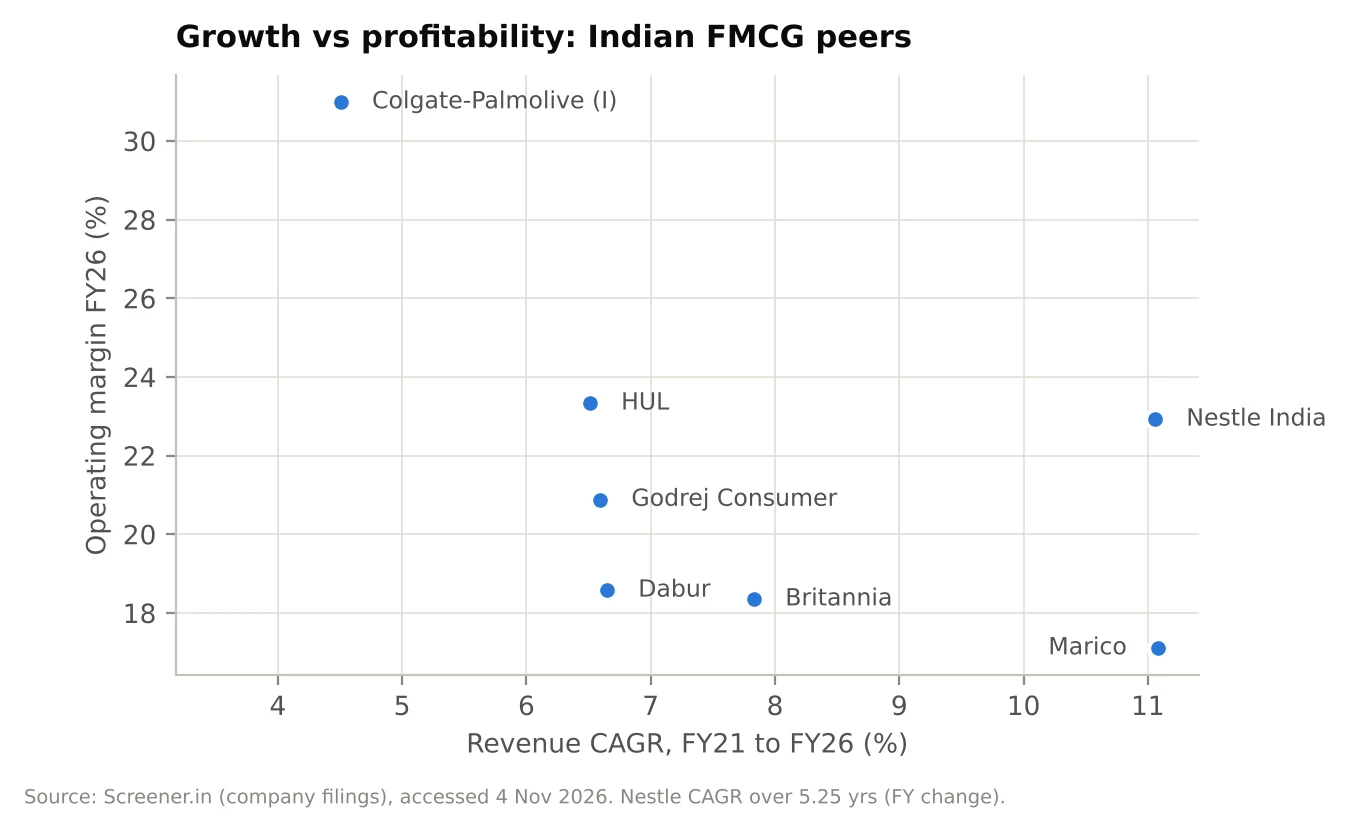 Growth vs profitability: Indian FMCG peers
Colgate-Palmolive (I)
30
28
26
24
22
20
18
Operating margin FY26 (%)
HUL
Nestle India
Godrej Consumer
Dabur
Britannia
Marico
4 5 6 7 8 9 10 11
Revenue CAGR, FY21 to FY26 (%)
Source: Screener.in (company filings), accessed 4 Nov 2026. Nestle CAGR over 5.25 yrs (FY change).